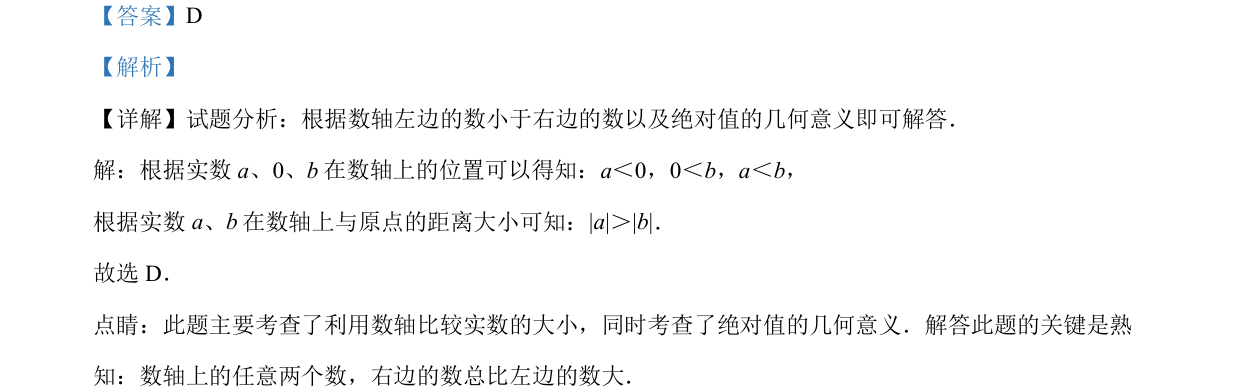 【答案】D
【解析】
【详解】试题分析：根据数轴左边的数小于右边的数以及绝对值的几何意义即可解答．
解：根据实数 a、0、b 在数轴上的位置可以得知：a＜0，0＜b，a＜b，
根据实数 a、b 在数轴上与原点的距离大小可知：|a|＞|b|．
故选 D．
点睛：此题主要考查了利用数轴比较实数的大小，同时考查了绝对值的几何意义．解答此题的关键是熟
知：数轴上的任意两个数，右边的数总比左边的数大．